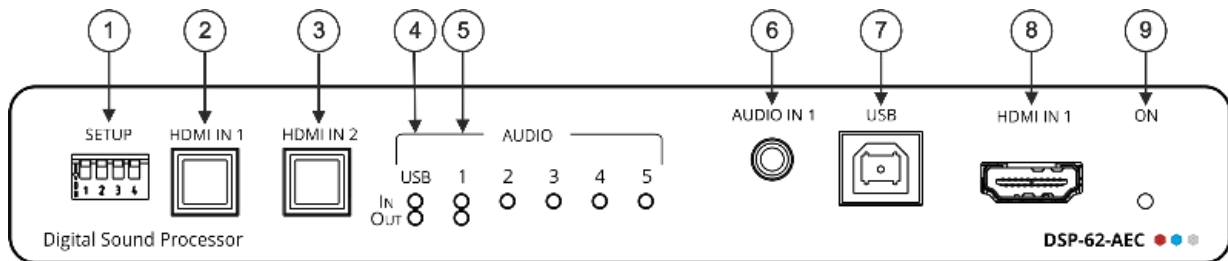 1 2 3 4 5 6 7 8 9
SETUP HDMI IN 1 HDMI IN 2 AUDIO AUDIO IN 1 USB HDMI IN 1 ON
USB 1 2 3 4 5
1 2 3 4
IN
OUT
Digital Sound Processor DSP-62-AEC